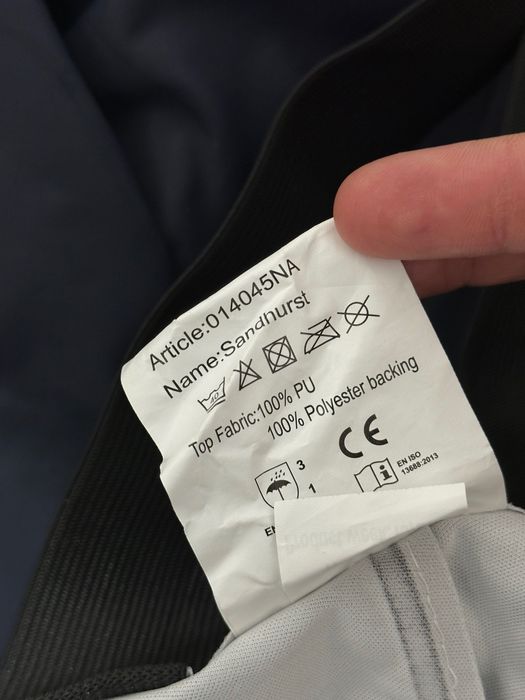 Article:014045NA
Name:Sandhurst
40
Top Fabric:100% PU
100% Polyester backing
CE
3
1
EN ISO
13688:2013
EN